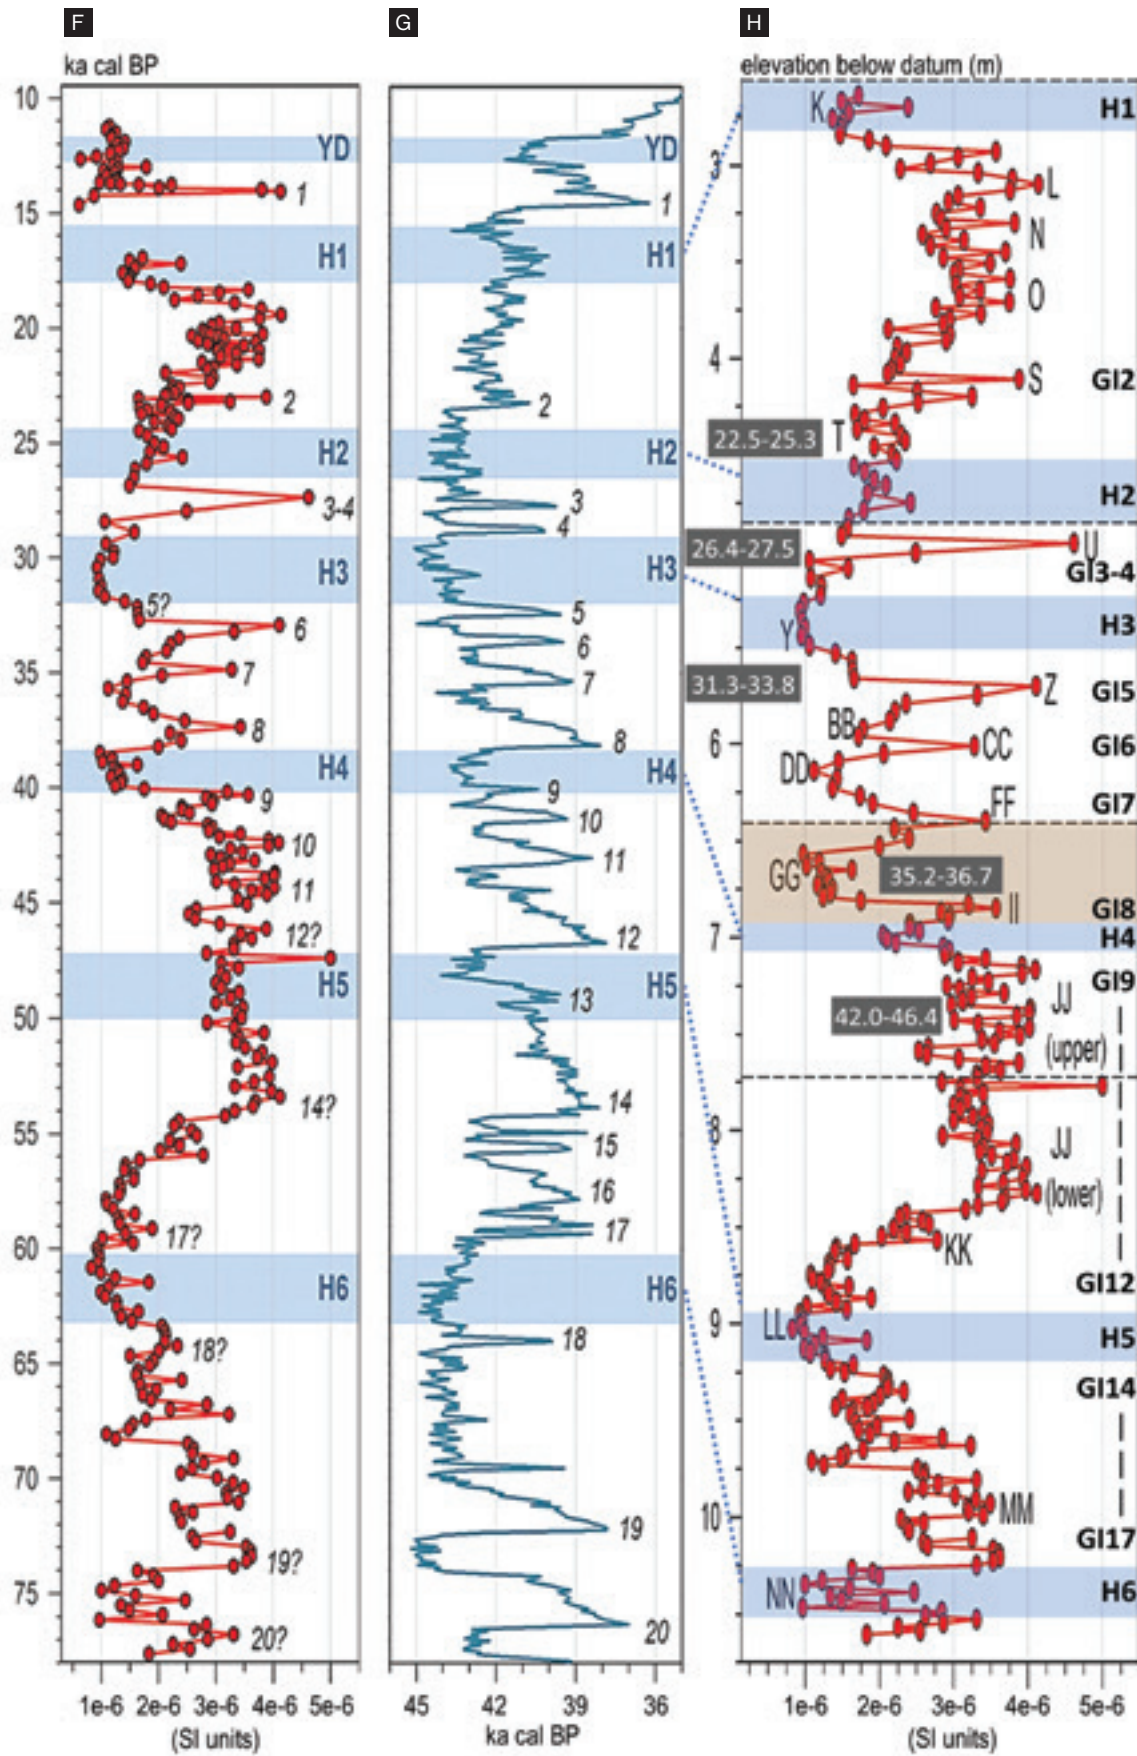 F
ka cal BP
10
15
20
25
30
35
40
45
50
55
60
65
70
75
YD
1
H1
2
H2
3-4
H3
5?
6
7
8
H4
9
10
11
12?
H5
14?
17?
H6
18?
19?
20?
1e-6 2e-6 3e-6 4e-6 5e-6
(SI units)
G
YD
1
H1
2
H2
3
4
H3
5
6
7
8
H4
9
10
11
12
H5
13
14
15
16
17
H6
18
19
20
45 42 39 36
ka cal BP
H
elevation below datum (m)
K H1
3
L
N
O
4
S GI2
22.5-25.3 T
H2
26.4-27.5 U
GI3-4
Y H3
31.3-33.8 Z GI5
BB
6 CC GI6
DD
FF GI7
GG 35.2-36.7
II GI8
7 H4
JJ GI9
42.0-46.4
(upper)
8
JJ
(lower)
KK
GI12
9 LL H5
GI14
10 MM
GI17
NN H6
1e-6 2e-6 3e-6 4e-6 5e-6
(SI units)